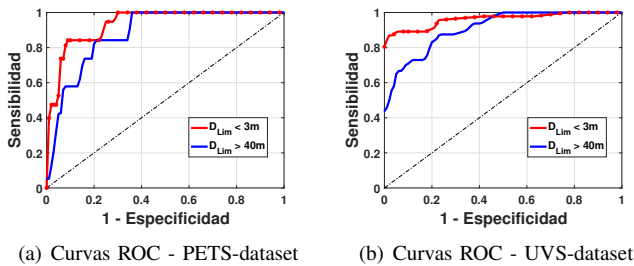 Sensibilidad
1
0.8
0.6
0.4
0.2
0
0 0.2 0.4 0.6 0.8 1
1 - Especificidad
D_Lim < 3m
D_Lim > 40m
(a) Curvas ROC - PETS-dataset
Sensibilidad
1
0.8
0.6
0.4
0.2
0
0 0.2 0.4 0.6 0.8 1
1 - Especificidad
D_Lim < 3m
D_Lim > 40m
(b) Curvas ROC - UVS-dataset